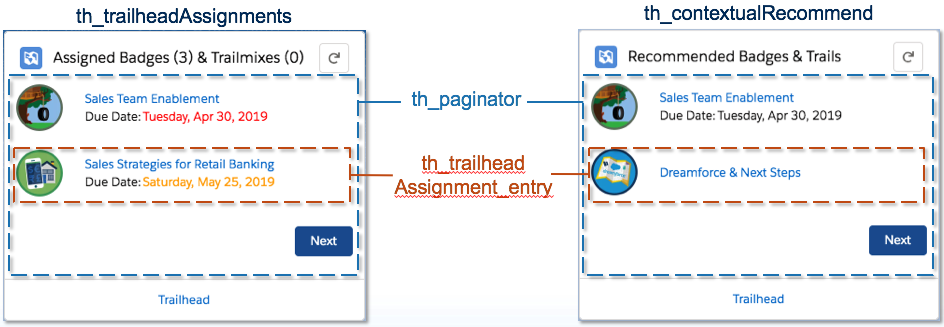 th_trailheadAssignments
Assigned Badges (3) & Trailmixes (0)
Sales Team Enablement
Due Date: Tuesday, Apr 30, 2019
Sales Strategies for Retail Banking
Due Date: Saturday, May 25, 2019
Next
Trailhead
th_paginator
th_trailhead
Assignment_entry
th_contextualRecommend
Recommended Badges & Trails
Sales Team Enablement
Due Date: Tuesday, Apr 30, 2019
Dreamforce & Next Steps
Next
Trailhead